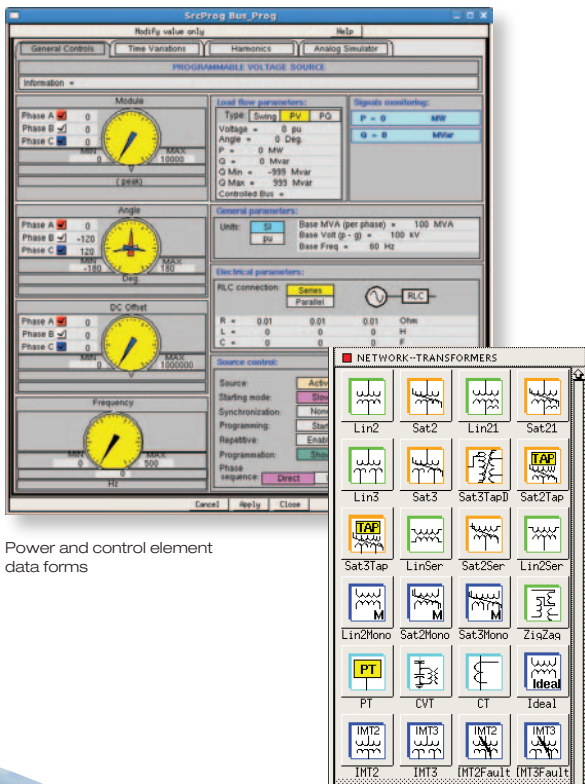 SrcProg Bus_Prog
Modify value only Help
General Controls Time Variations Harmonics Analog Simulator
PROGRAMMABLE VOLTAGE SOURCE
Information =
Module
Phase A 0
Phase B 0
Phase C 0
MIN MAX
0 10000
V
( peak)
Angle
Phase A 0
Phase B -120
Phase C 120
MIN MAX
-180 180
Deg
DC Offset
Phase A 0
Phase B 0
Phase C 0
MIN MAX
0 1000000
V
Frequency
MIN MAX
0 500
0
Hz
Load flow parameters:
Type: Swing PV PQ
Voltage = 0 pu
Angle = 0 Deg.
P = 0 MW
Q = 0 Mvar
Q Min = -999 Mvar
Q Max = 999 Mvar
Controlled Bus =
Signals monitoring:
P = 0 MW
Q = 0 MVar
General parameters:
Units: SI
pu
Base MVA (per phase) = 100 MVA
Base Volt (p - g) = 100 kV
Base Freq = 60 Hz
Electrical parameters:
RLC connection Series
Parallel
RLC
R = 0.01 0.01 0.01 Ohm
L = 0 0 0 H
C = 0 0 0 F
Source control:
Source:
Starting mode: Slow
Synchronization: None
Programming: Start
Repetitive:
Programmation:
Phase
sequence: Direct
Cancel Apply Close
Power and control element
data forms
NETWORK--TRANSFORMERS
Lin2 Sat2 Lin21 Sat21
TAP
Lin3 Sat3 Sat3TapD Sat2Tap
TAP
Sat3Tap LinSer Sat2Ser Lin2Ser
M M M
Lin2Mono Sat2Mono Sat3Mono ZigZag
PT Ideal
PT CVT CT Ideal
IMT2 IMT3 IMT2 IMT3
IMT2 IMT3 IMT2Fault IMT3Fault